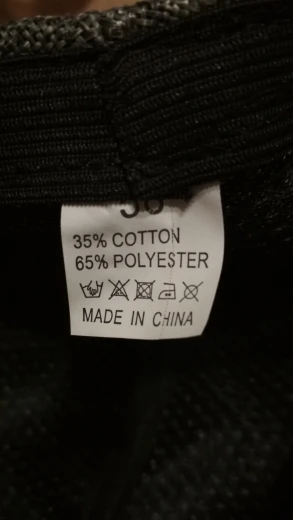 35% COTTON
65% POLYESTER
MADE IN CHINA